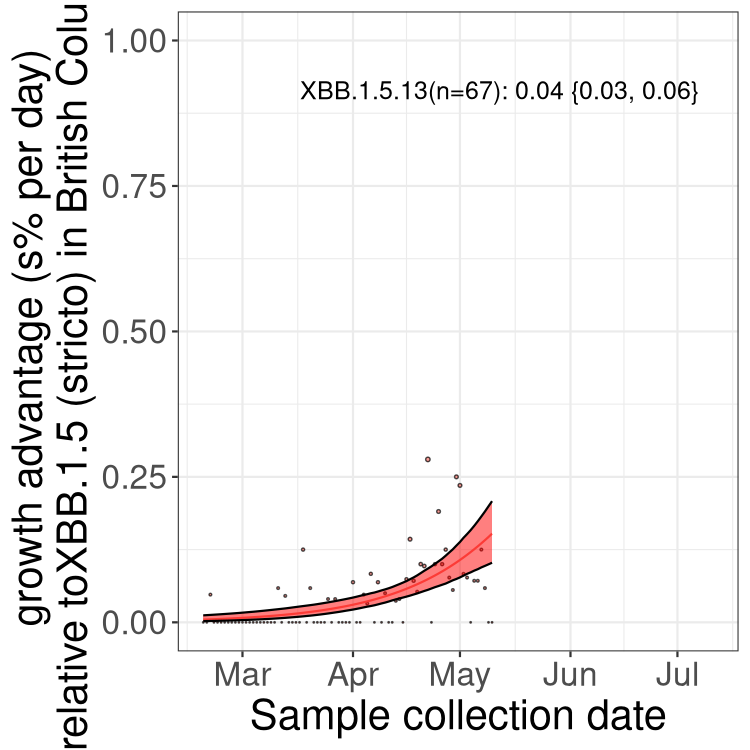 growth advantage (s% per day)
relative toXBB.1.5 (stricto) in British Colu
1.00
0.75
0.50
0.25
0.00
XBB.1.5.13(n=67): 0.04 {0.03, 0.06}
Mar Apr May Jun Jul
Sample collection date